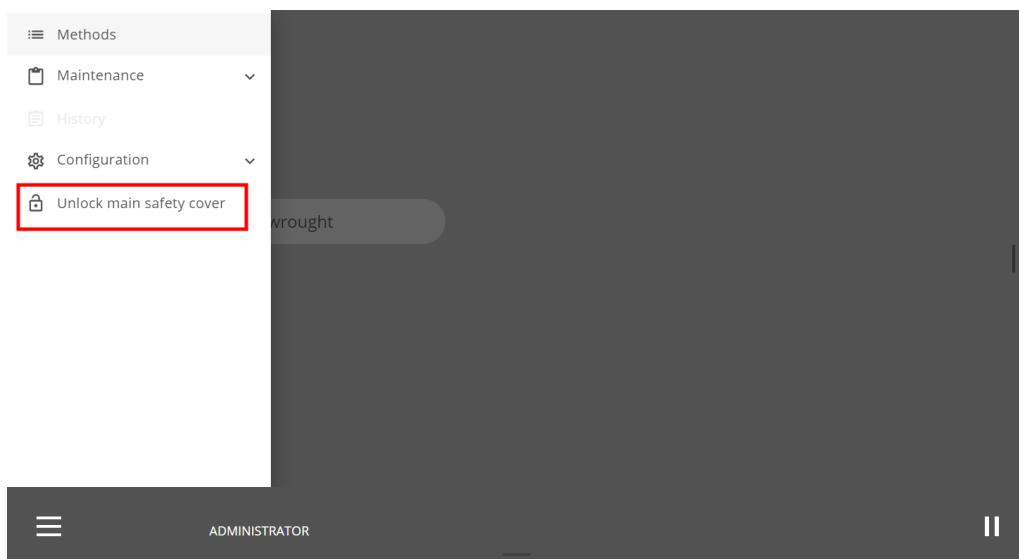 Methods
Maintenance
History
Configuration
Unlock main safety cover
wrought
ADMINISTRATOR